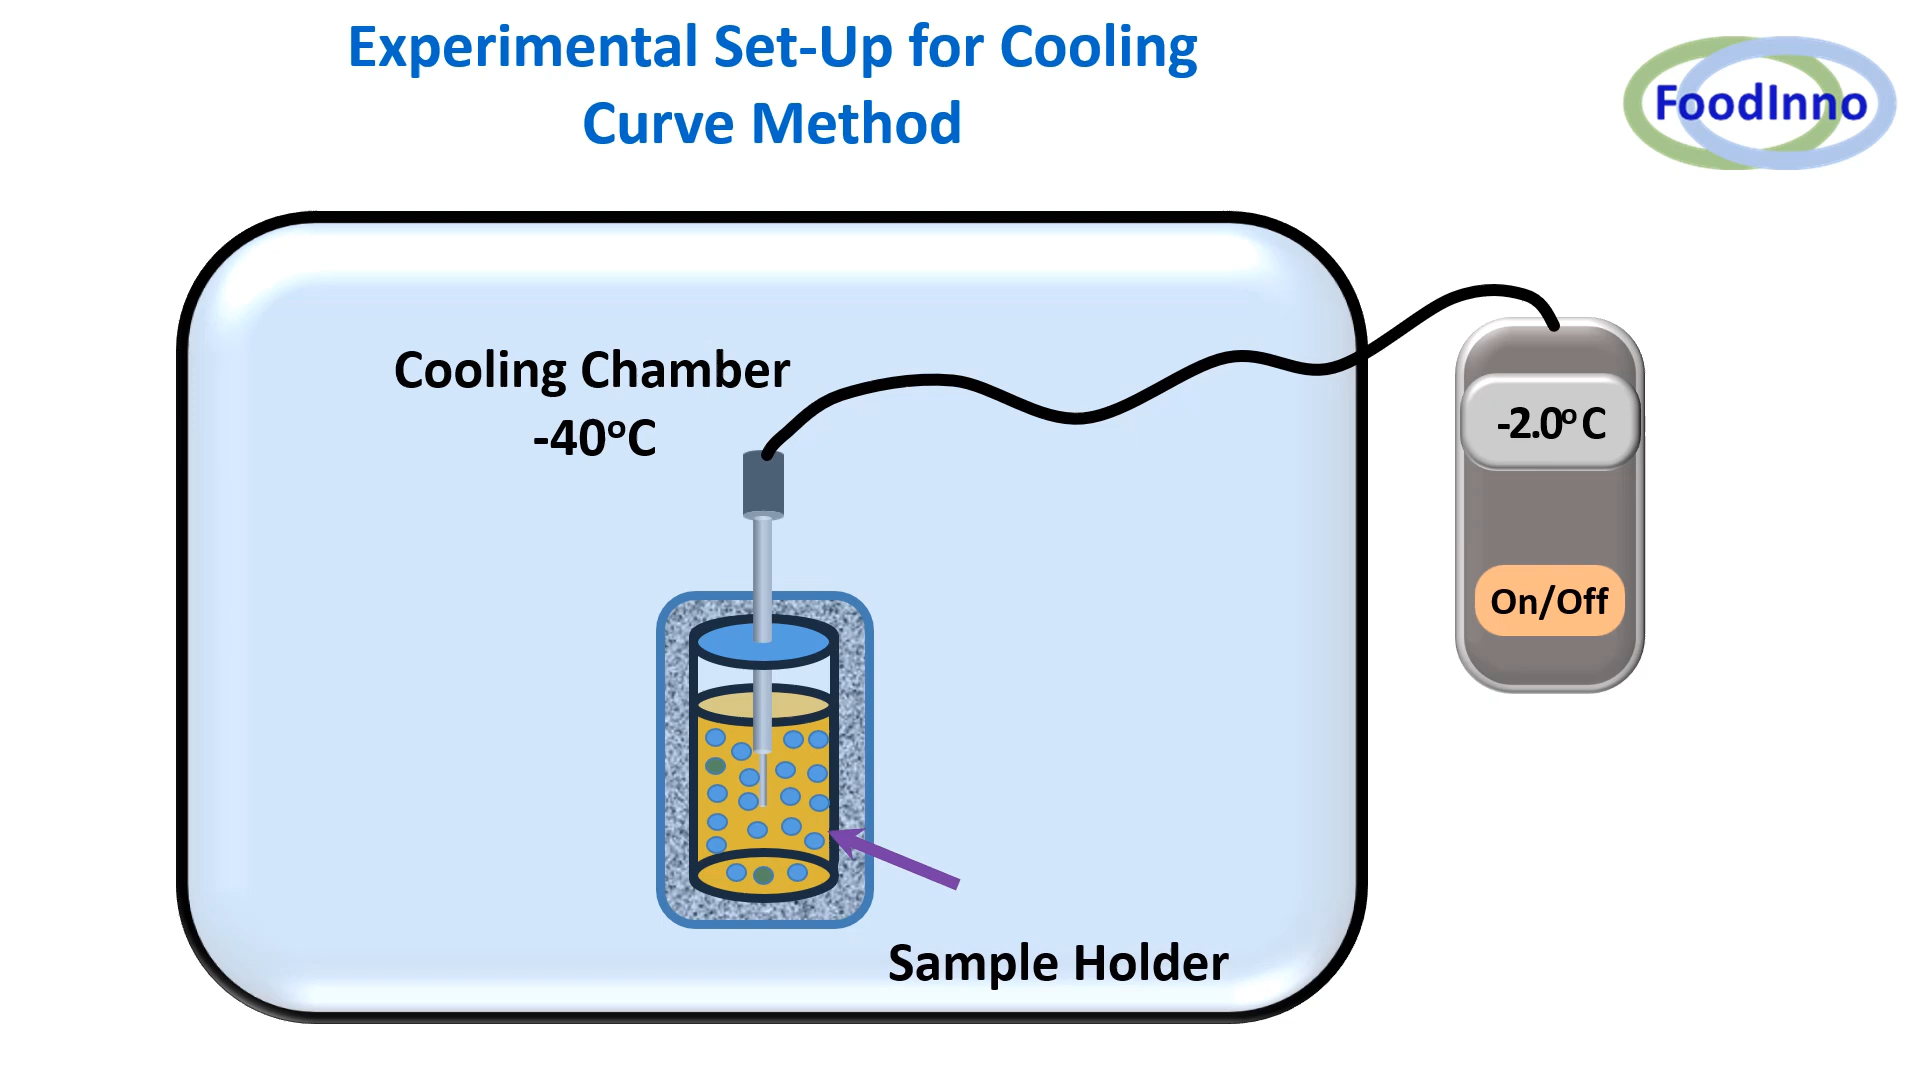 Experimental Set-Up for Cooling
Curve Method
FoodInno
Cooling Chamber
-40°C
-2.0°C
On/Off
Sample Holder